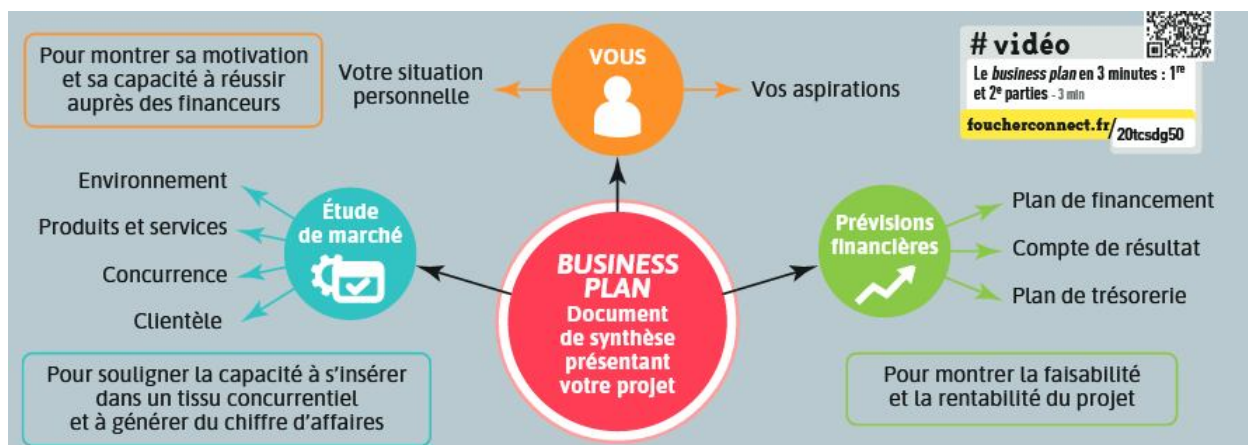 Pour montrer sa motivation
et sa capacité à réussir
auprès des financeurs
Votre situation
personnelle
VOUS
Vos aspirations
# vidéo
Le business plan en 3 minutes : 1re
et 2e parties - 3 min
foucherconnect.fr/
20tcsdg50
Environnement
Produits et services
Concurrence
Clientèle
Étude
de marché
BUSINESS
PLAN
Document
de synthèse
présentant
votre projet
Prévisions
financières
Plan de financement
Compte de résultat
Plan de trésorerie
Pour souligner la capacité à s'insérer
dans un tissu concurrentiel
et à générer du chiffre d'affaires
Pour montrer la faisabilité
et la rentabilité du projet